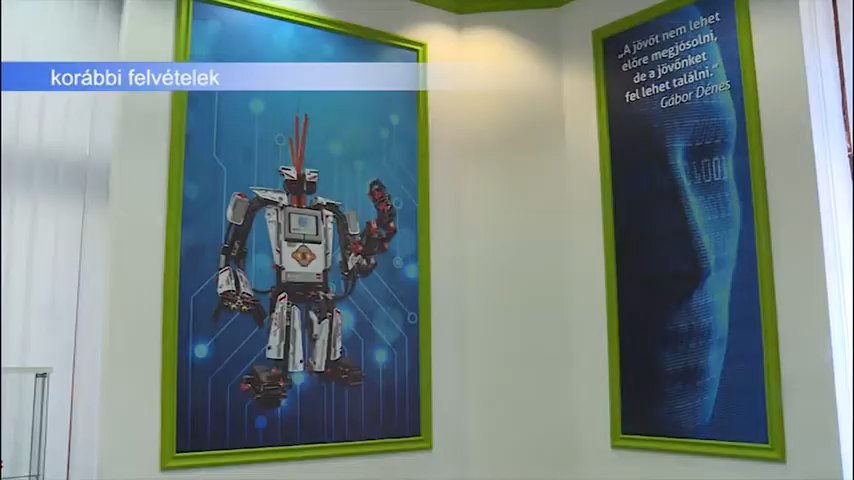 korábbi felvételek
„A jövőt nem lehet
előre megjósolni,
de a jövőnket
fel lehet találni.”
Gábor Dénes